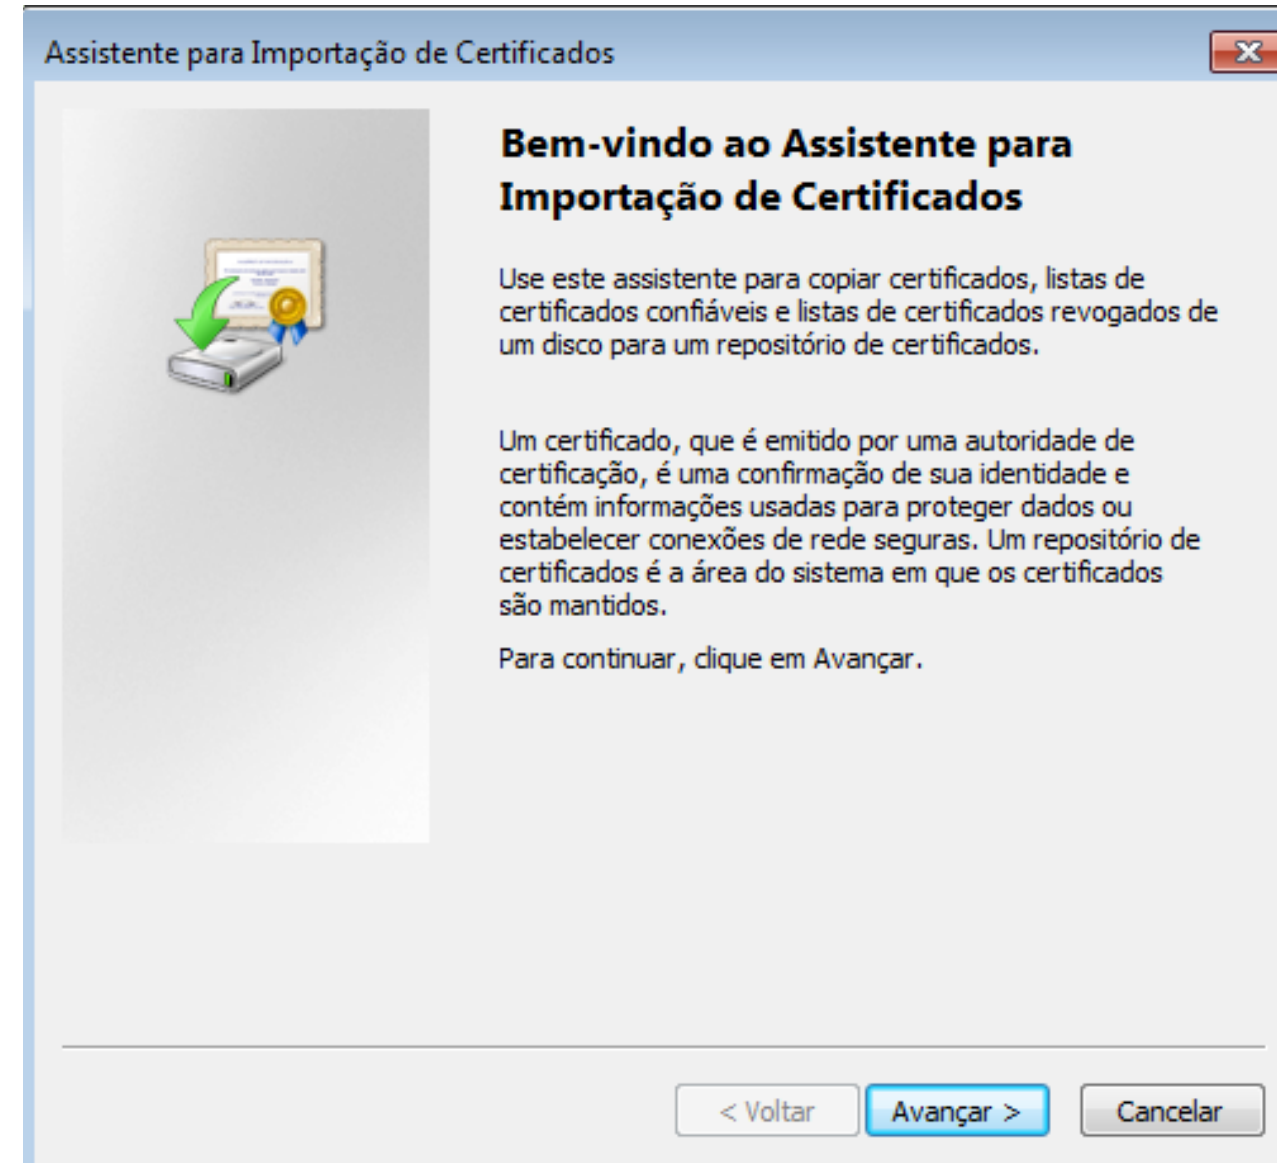 Assistente para Importação de Certificados
Bem-vindo ao Assistente para
Importação de Certificados
Use este assistente para copiar certificados, listas de
certificados confiáveis e listas de certificados revogados de
um disco para um repositório de certificados.
Um certificado, que é emitido por uma autoridade de
certificação, é uma confirmação de sua identidade e
contém informações usadas para proteger dados ou
estabelecer conexões de rede seguras. Um repositório de
certificados é a área do sistema em que os certificados
são mantidos.
Para continuar, clique em Avançar.
< Voltar Avançar > Cancelar